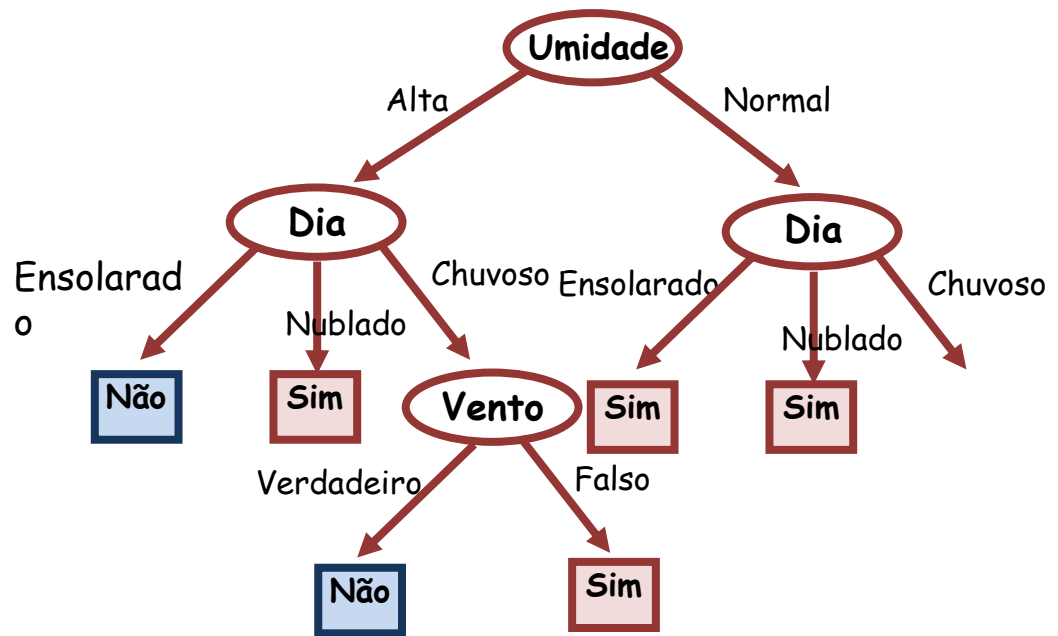 Umidade
Alta
Normal
Dia
Dia
Ensolarad
o
Nublado
Chuvoso
Ensolarado
Nublado
Chuvoso
Não
Sim
Vento
Sim
Sim
Verdadeiro
Falso
Não
Sim